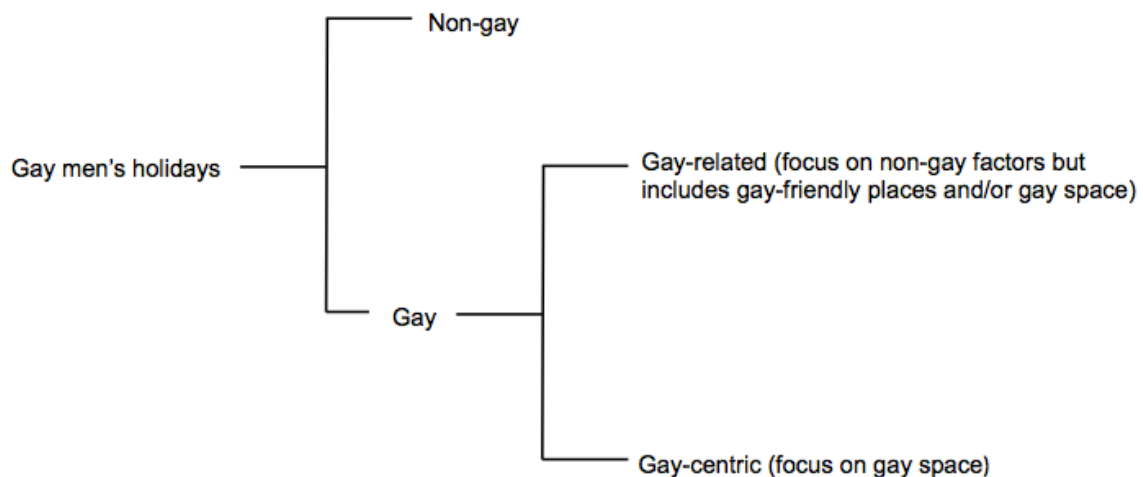 Non-gay
Gay men's holidays
Gay-related (focus on non-gay factors but
includes gay-friendly places and/or gay space)
Gay
Gay-centric (focus on gay space)